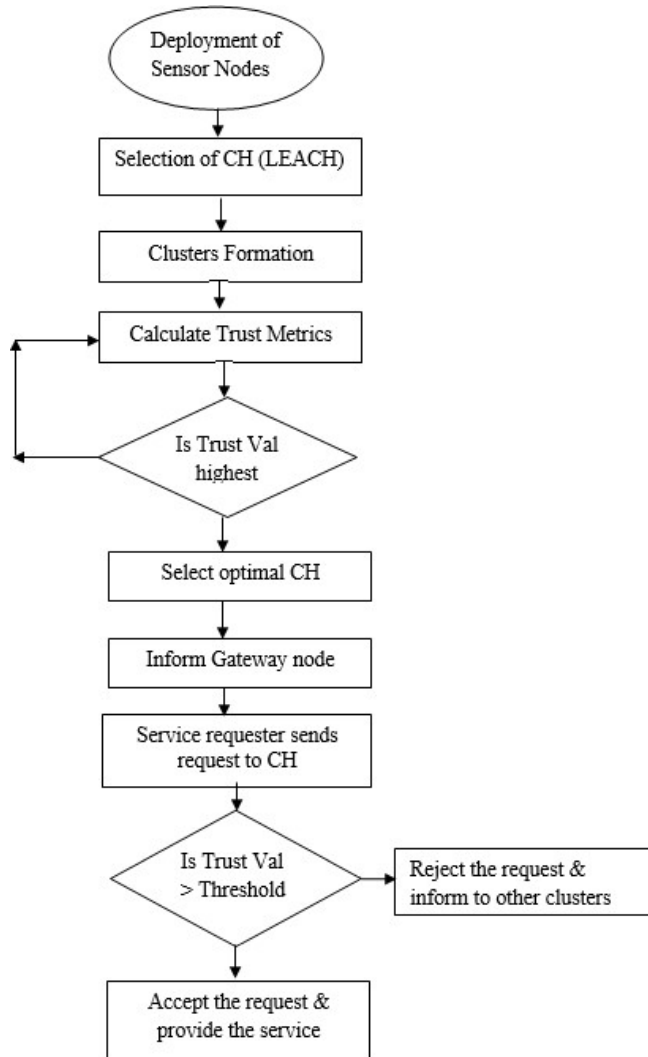 Deployment of
Sensor Nodes
Selection of CH (LEACH)
Clusters Formation
Calculate Trust Metrics
Is Trust Val
highest
Select optimal CH
Inform Gateway node
Service requester sends
request to CH
Is Trust Val
> Threshold
Reject the request &
inform to other clusters
Accept the request &
provide the service